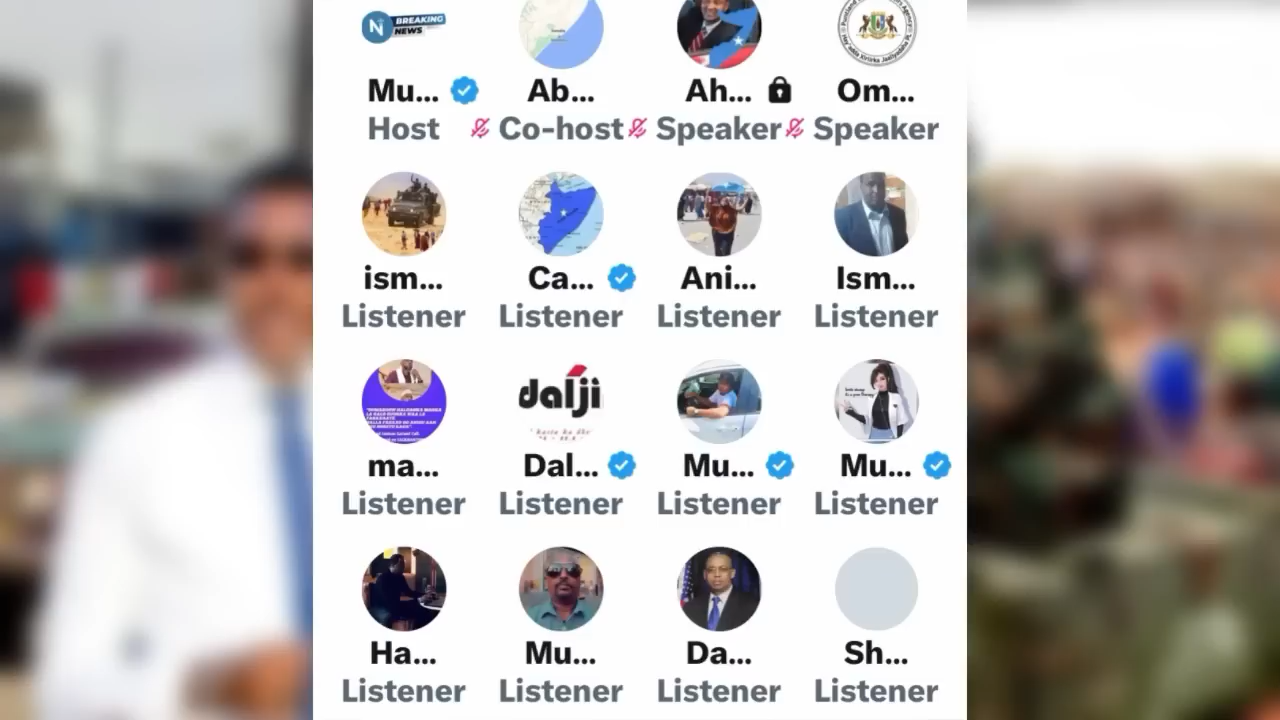 N BREAKING
NEWS
Mu... Ab... Ah... Om...
Host Co-host Speaker Speaker
ism... Ca... Ani... Ism...
Listener Listener Listener Listener
dalji
ma... Dal... Mu... Mu...
Listener Listener Listener Listener
Ha... Mu... Da... Sh...
Listener Listener Listener Listener